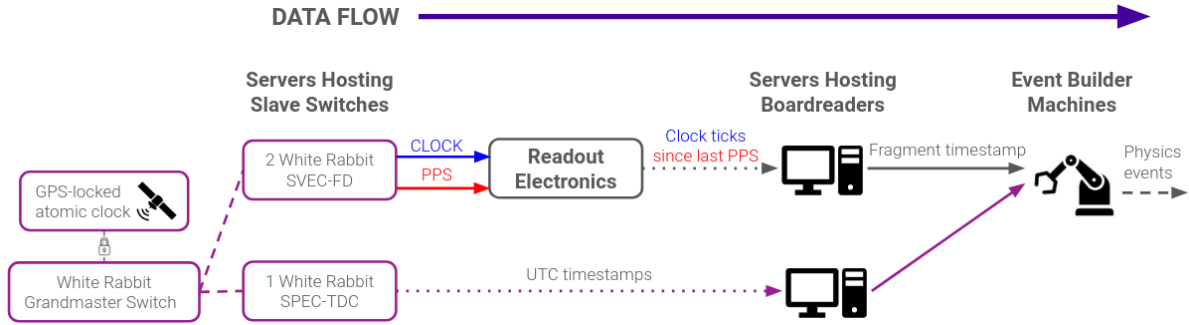 DATA FLOW
Servers Hosting
Slave Switches
Servers Hosting
Boardreaders
Event Builder
Machines
2 White Rabbit
SVEC-FD
CLOCK
PPS
Readout
Electronics
Clock ticks
since last PPS
Fragment timestamp
Physics
events
GPS-locked
atomic clock
White Rabbit
Grandmaster Switch
1 White Rabbit
SPEC-TDC
UTC timestamps